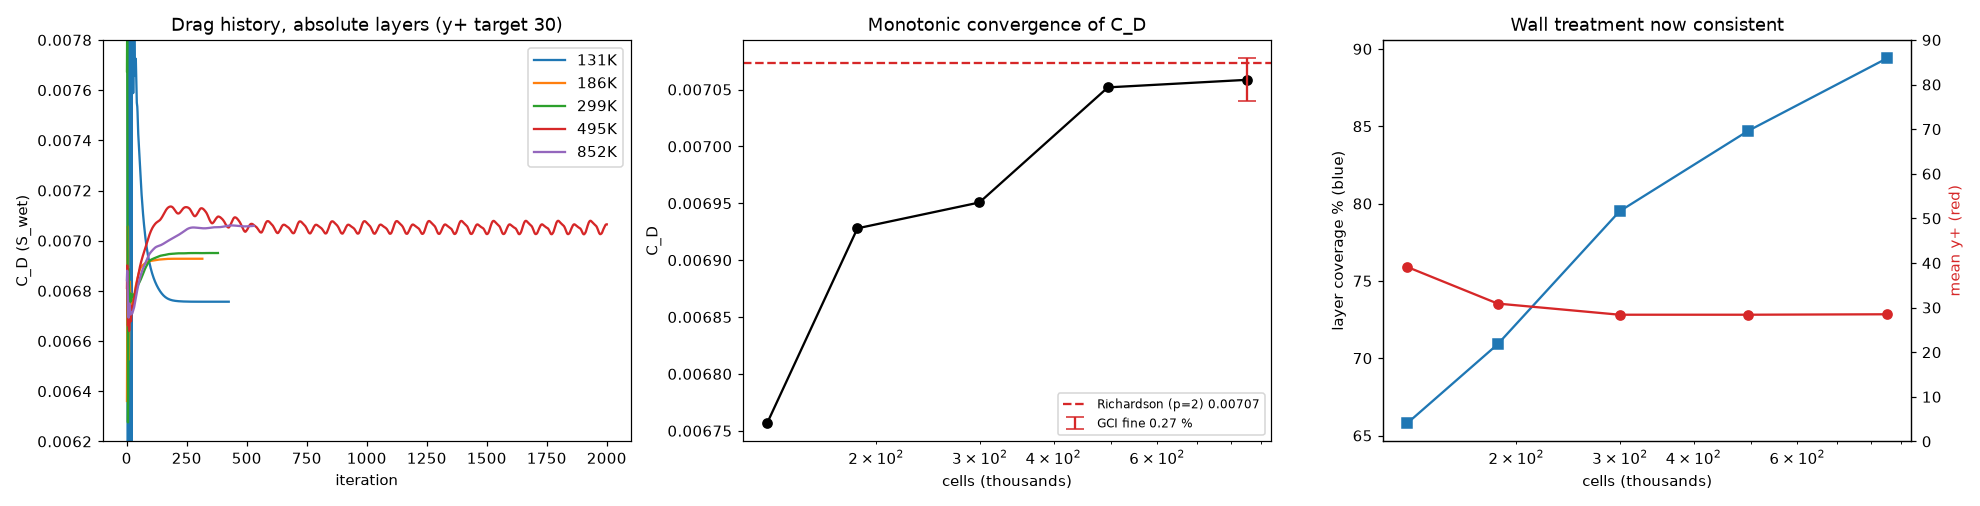 Drag history, absolute layers (y+ target 30)
C_D (S_wet)
0.0078
0.0076
0.0074
0.0072
0.0070
0.0068
0.0066
0.0064
0.0062
131K
186K
299K
495K
852K
0 250 500 750 1000 1250 1500 1750 2000
iteration
Monotonic convergence of C_D
C_D
0.00705
0.00700
0.00695
0.00690
0.00685
0.00680
0.00675
Richardson (p=2) 0.00707
GCI fine 0.27 %
2 × 10² 3 × 10² 4 × 10² 6 × 10²
cells (thousands)
Wall treatment now consistent
layer coverage % (blue)
90
85
80
75
70
65
90
80
70
60
50
40
30
20
10
0
mean y+ (red)
2 × 10² 3 × 10² 4 × 10² 6 × 10²
cells (thousands)